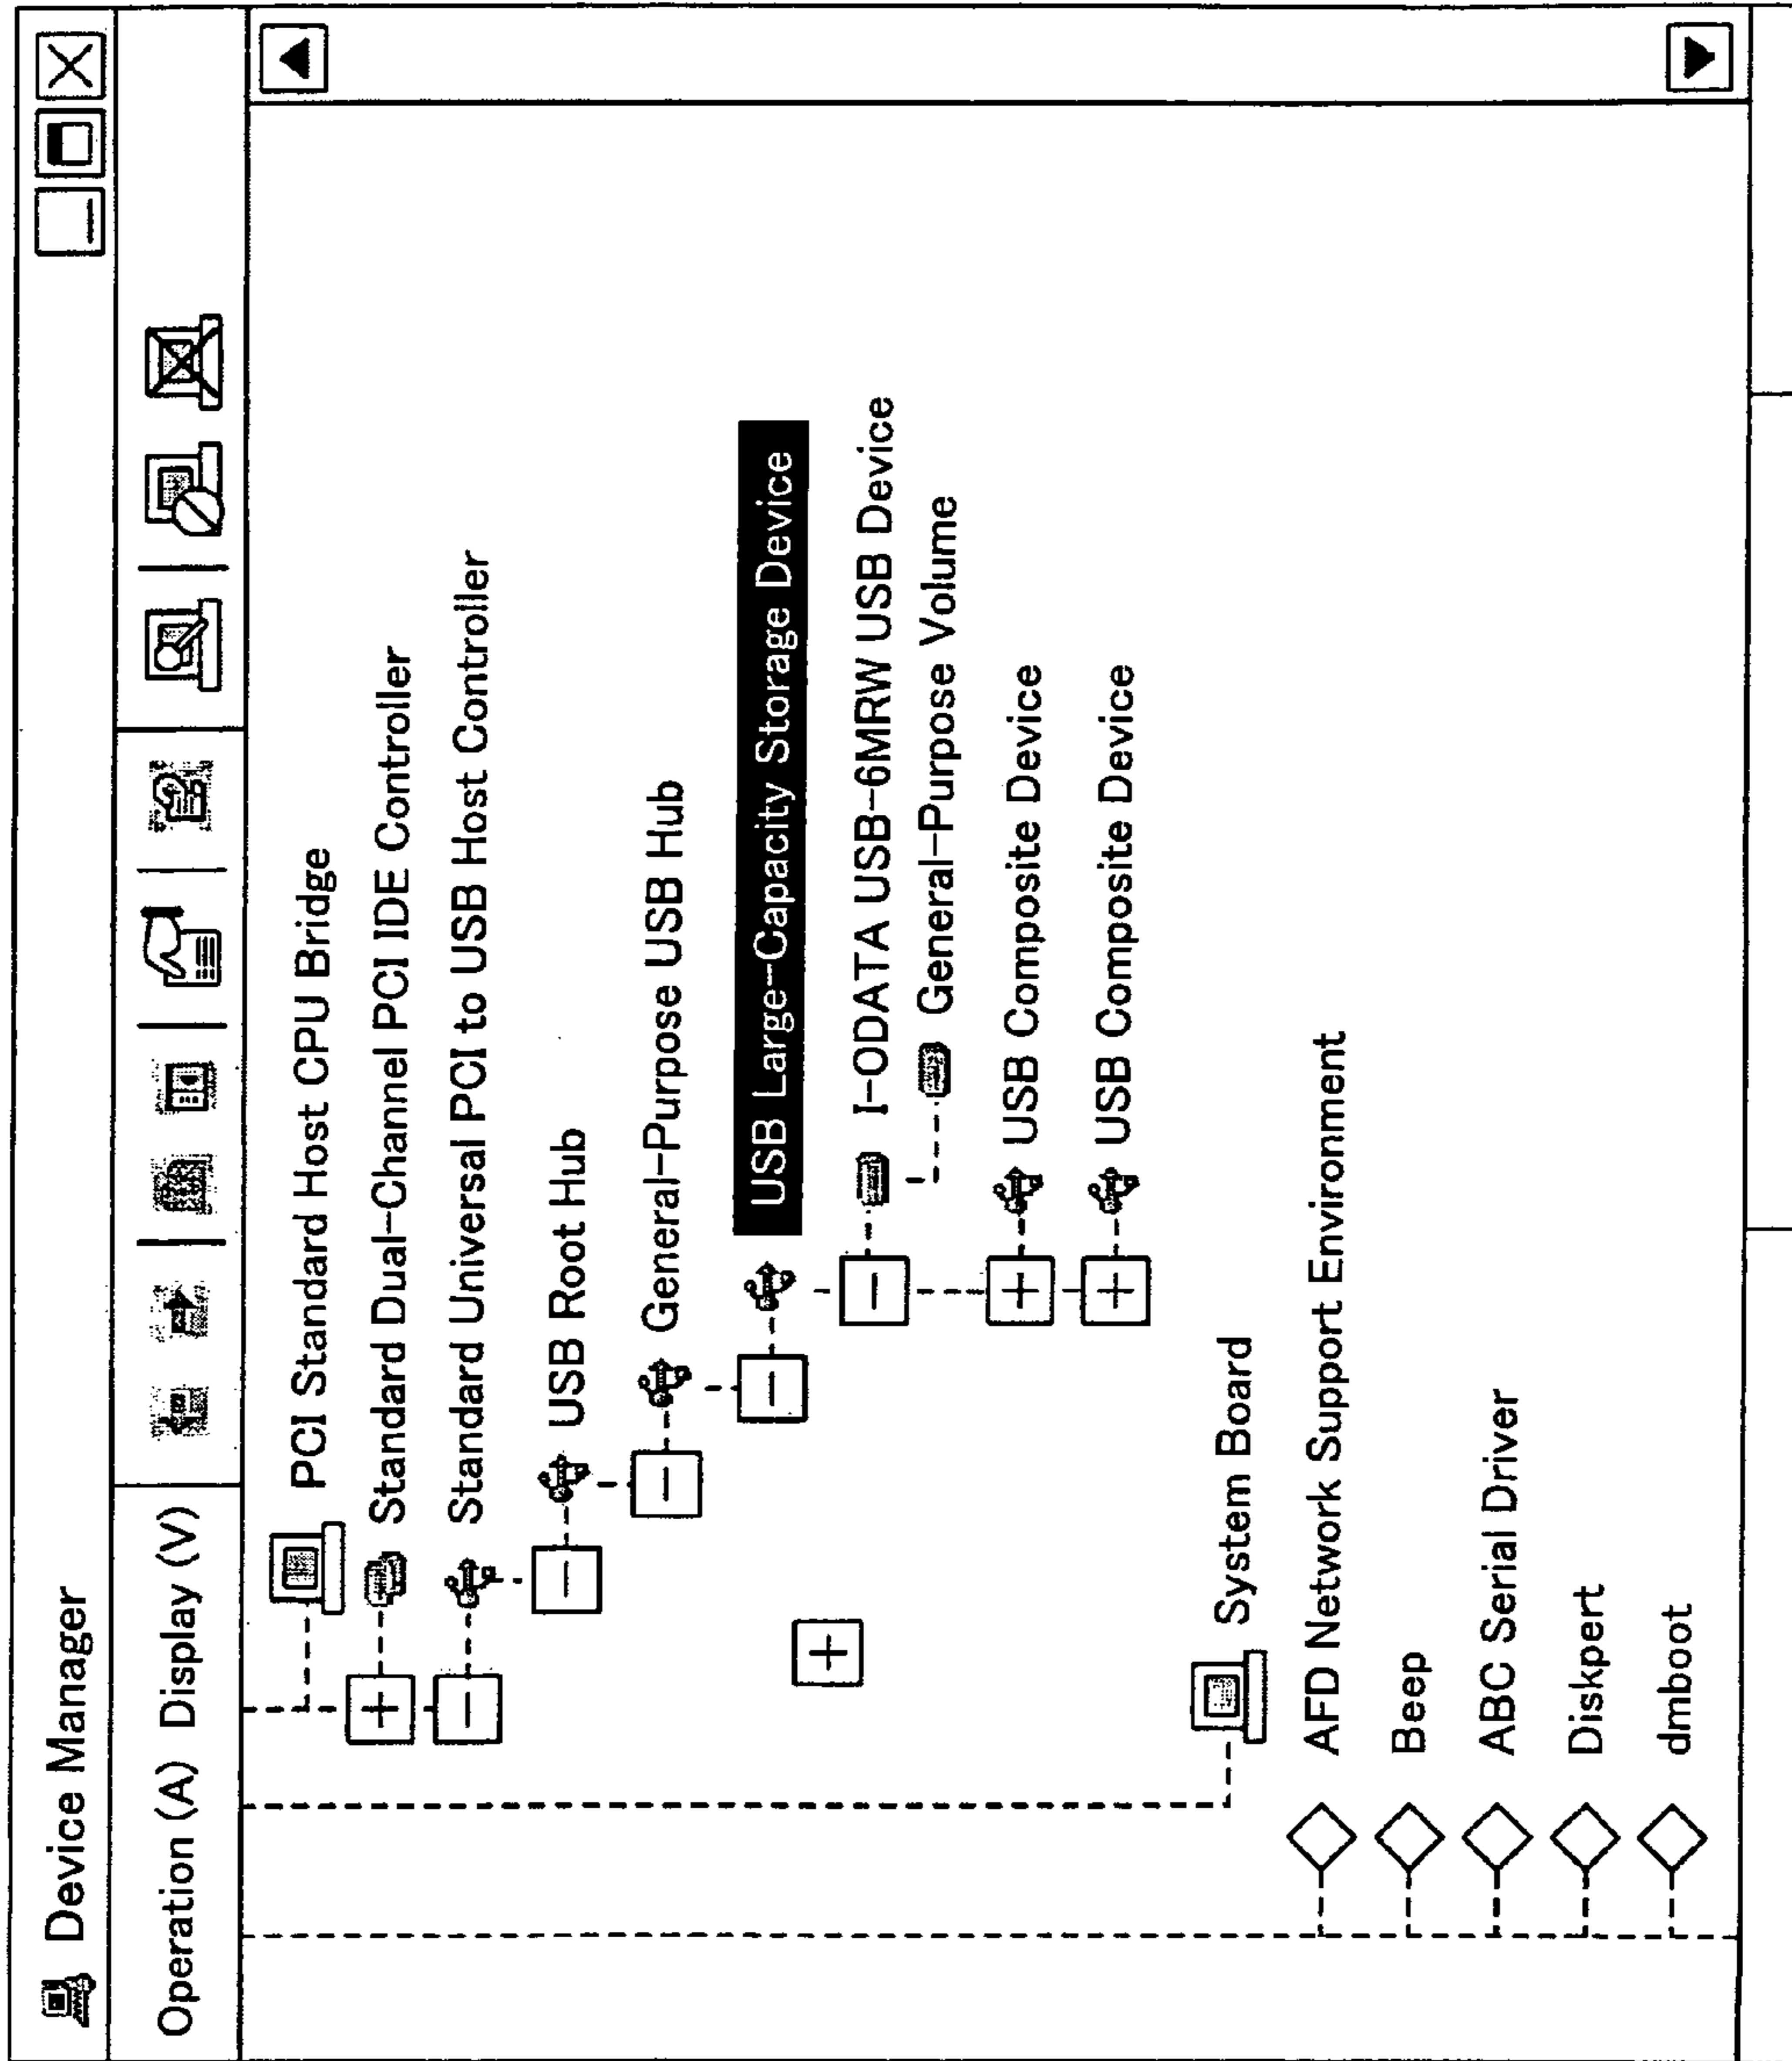 Device Manager
Operation (A) Display (V)
PCI Standard Host CPU Bridge
Standard Dual-Channel PCI IDE Controller
Standard Universal PCI to USB Host Controller
USB Root Hub
General-Purpose USB Hub
USB Large-Capacity Storage Device
I-ODATA USB-6MRW USB Device
General-Purpose Volume
USB Composite Device
USB Composite Device
System Board
AFD Network Support Environment
Beep
ABC Serial Driver
Diskpert
dmboot